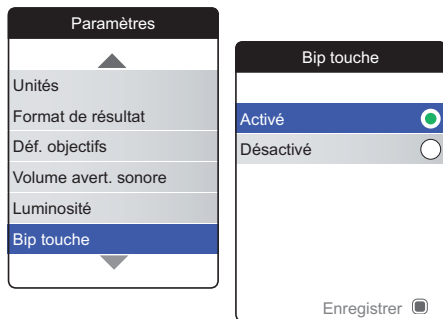 Paramètres
Unités
Format de résultat
Déf. objectifs
Volume avert. sonore
Luminosité
Bip touche
Bip touche
Activé
Désactivé
Enregistrer